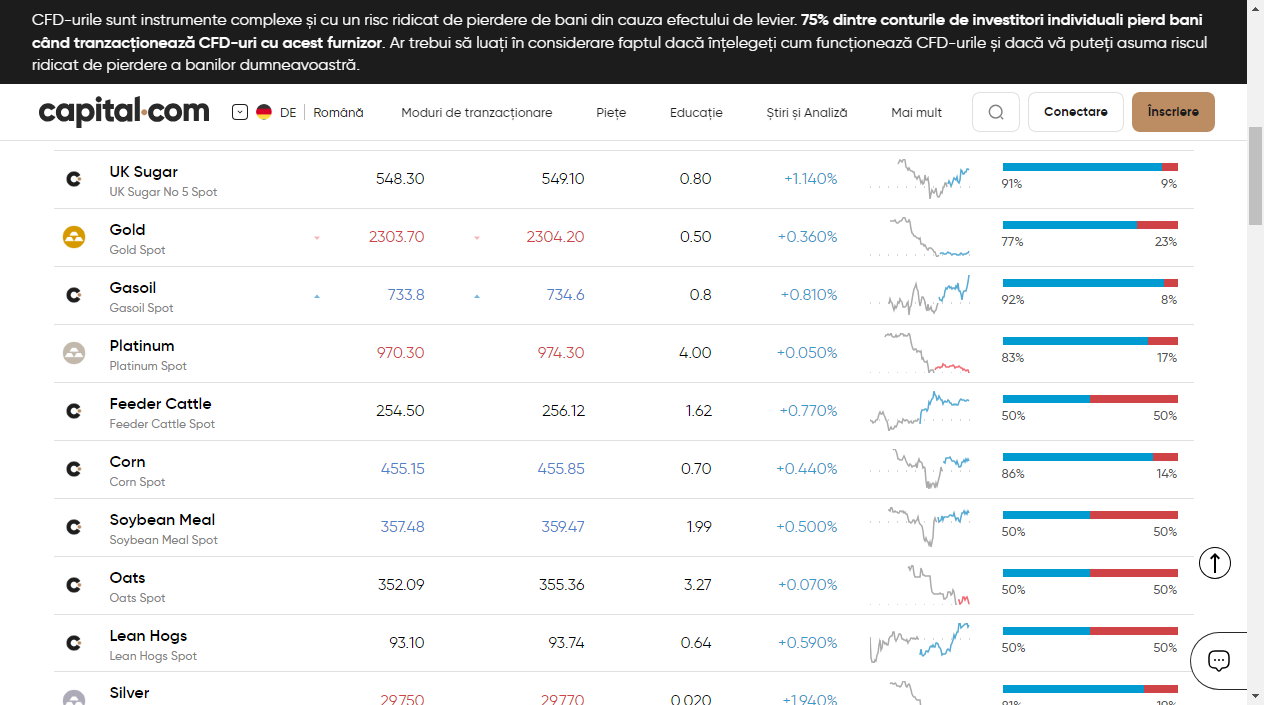 CFD-urile sunt instrumente complexe și cu un risc ridicat de pierdere de bani din cauza efectului de levier. 75% dintre conturile de investitori individuali pierd bani
când tranzacționează CFD-uri cu acest furnizor. Ar trebui să luați în considerare faptul dacă înțelegeți cum funcționează CFD-urile și dacă vă puteți asuma riscul
ridicat de pierdere a banilor dumneavoastră.
capital.com DE Română Moduri de tranzacționare Piețe Educație Știri și Analiză Mai mult Conectare Înscriere
UK Sugar 548.30 549.10 0.80 +1.140%
UK Sugar No 5 Spot 91% 9%
Gold 2303.70 2304.20 0.50 +0.360%
Gold Spot 77% 23%
Gasoil 733.8 734.6 0.8 +0.810%
Gasoil Spot 92% 8%
Platinum 970.30 974.30 4.00 +0.050%
Platinum Spot 83% 17%
Feeder Cattle 254.50 256.12 1.62 +0.770%
Feeder Cattle Spot 50% 50%
Corn 455.15 455.85 0.70 +0.440%
Corn Spot 86% 14%
Soybean Meal 357.48 359.47 1.99 +0.500%
Soybean Meal Spot 50% 50%
Oats 352.09 355.36 3.27 +0.070%
Oats Spot 50% 50%
Lean Hogs 93.10 93.74 0.64 +0.590%
Lean Hogs Spot 50% 50%
Silver 29.750 29.770 0.020 +1.940%